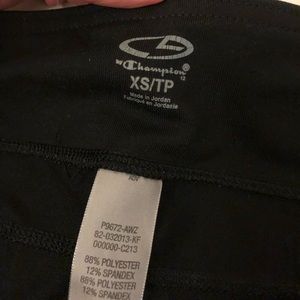 Champion®
12
XS/TP
Made in Jordan
Fabriqué en Jordanie
P9672-AWZ
82-032013-KF
000000-C213
88% POLYESTER
12% SPANDEX
88% POLYESTER
12% SPANDEX